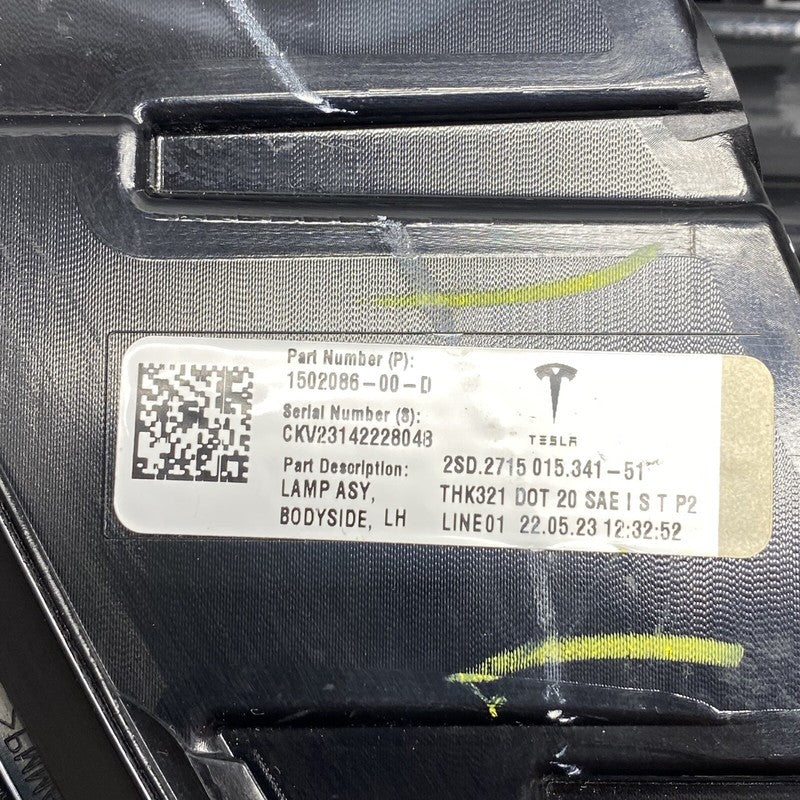 Part Number (P):
1502086-00-D
Serial Number (S):
CKV23142228048
Part Description:
LAMP ASY,
BODYSIDE, LH
TESLA
2SD.2715 015.341-51
THK321 DOT 20 SAE I S T P2
LINE01 22.05.23 12:32:52